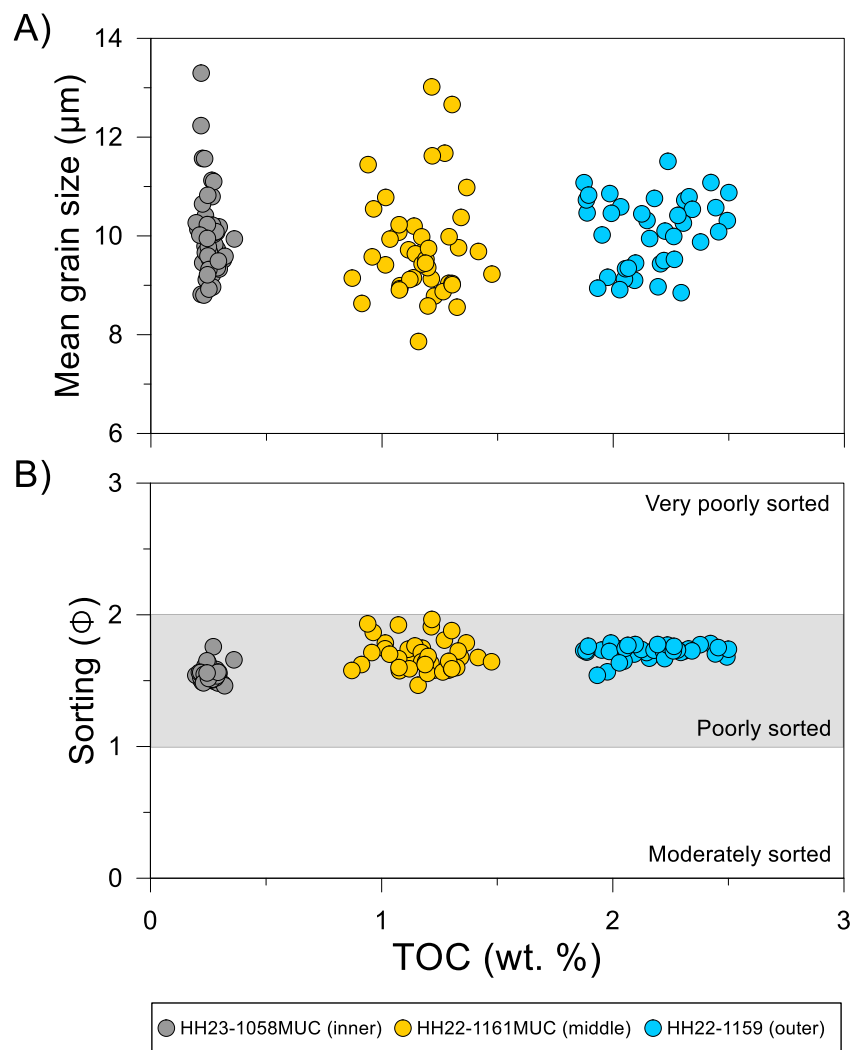 A)
14
12
10
8
6
Mean grain size (µm)
B)
3
2
1
0
Sorting (Φ)
Very poorly sorted
Poorly sorted
Moderately sorted
0 1 2 3
TOC (wt. %)
HH23-1058MUC (inner) HH22-1161MUC (middle) HH22-1159 (outer)